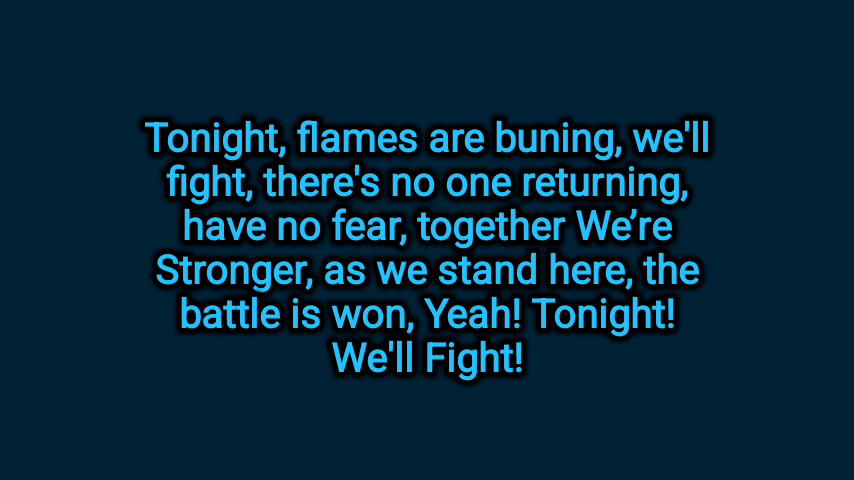 Tonight, flames are buning, we'll
fight, there's no one returning,
have no fear, together We’re
Stronger, as we stand here, the
battle is won, Yeah! Tonight!
We'll Fight!